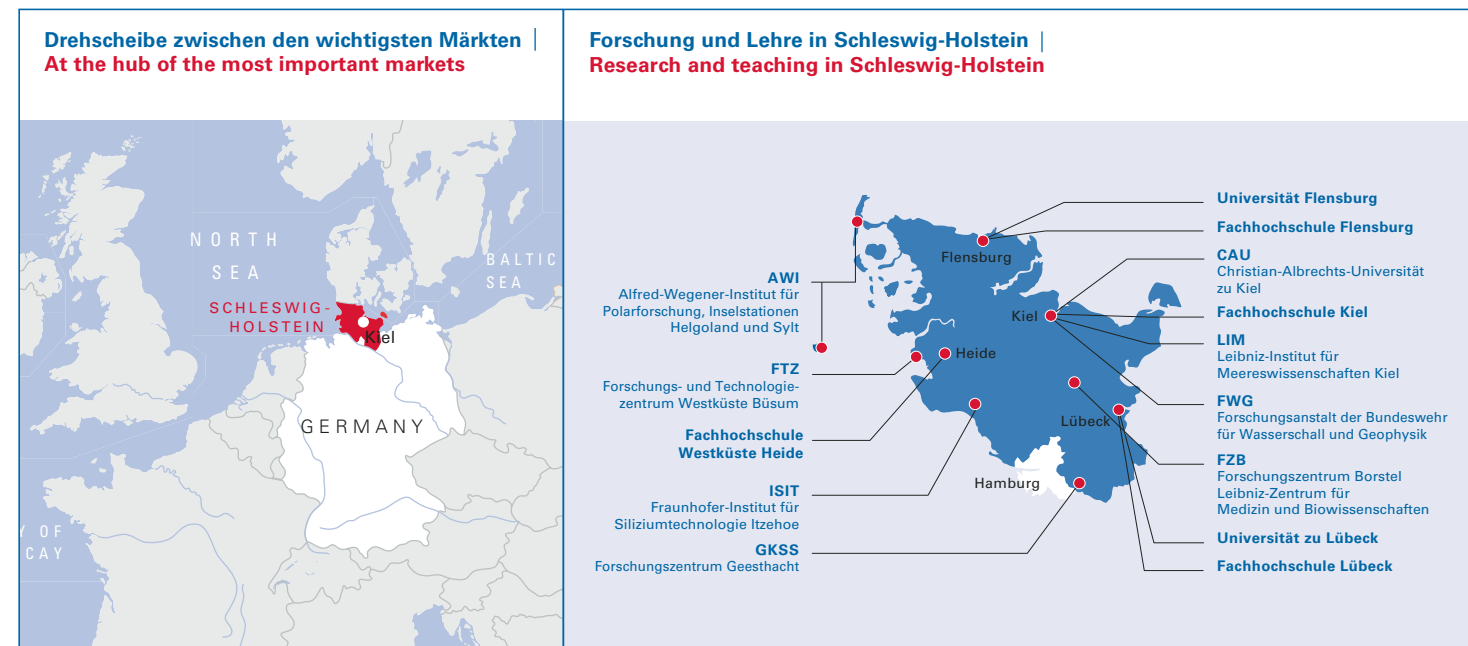 Drehscheibe zwischen den wichtigsten Märkten |
At the hub of the most important markets
NORTH
SEA
BALTIC
SEA
SCHLESWIG-
HOLSTEIN
Kiel
GERMANY
Y OF
CAY
Forschung und Lehre in Schleswig-Holstein |
Research and teaching in Schleswig-Holstein
AWI
Alfred-Wegener-Institut für
Polarforschung, Inselstationen
Helgoland und Sylt
FTZ
Forschungs- und Technologie-
zentrum Westküste Büsum
Fachhochschule
Westküste Heide
ISIT
Fraunhofer-Institut für
Siliziumtechnologie Itzehoe
GKSS
Forschungszentrum Geesthacht
Flensburg
Kiel
Heide
Lübeck
Hamburg
Universität Flensburg
Fachhochschule Flensburg
CAU
Christian-Albrechts-Universität
zu Kiel
Fachhochschule Kiel
LIM
Leibniz-Institut für
Meereswissenschaften Kiel
FWG
Forschungsanstalt der Bundeswehr
für Wasserschall und Geophysik
FZB
Forschungszentrum Borstel
Leibniz-Zentrum für
Medizin und Biowissenschaften
Universität zu Lübeck
Fachhochschule Lübeck